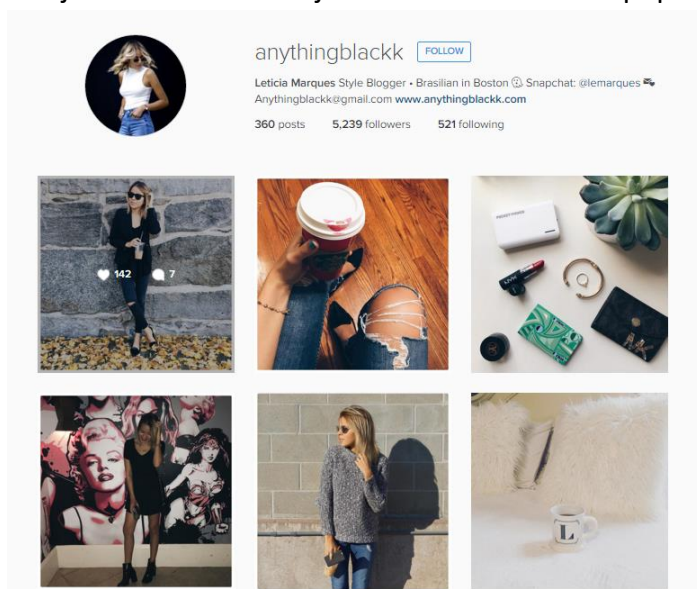 anythingblackk FOLLOW
Leticia Marques Style Blogger • Brasilian in Boston Snapchat: @lemarques
Anythingblackk@gmail.com www.anythingblackk.com
360 posts 5,239 followers 521 following
142 7
NYX
L